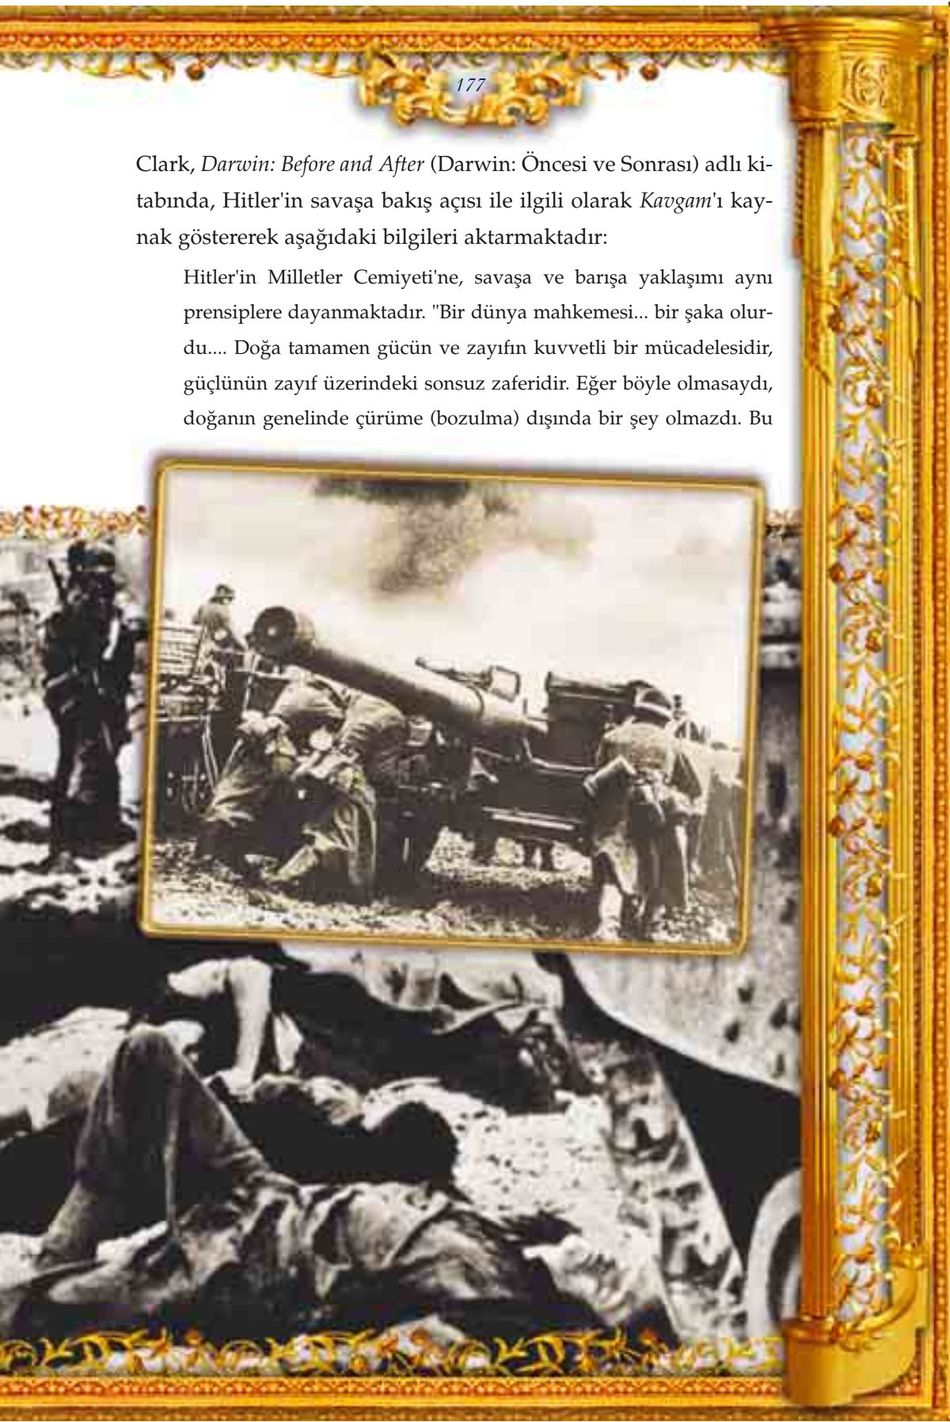 177
Clark, Darwin: Before and After (Darwin: Öncesi ve Sonrası) adlı ki-
tabında, Hitler'in savaşa bakış açısı ile ilgili olarak Kavgam'ı kay-
nak göstererek aşağıdaki bilgileri aktarmaktadır:
Hitler'in Milletler Cemiyeti'ne, savaşa ve barışa yaklaşımı aynı
prensiplere dayanmaktadır. "Bir dünya mahkemesi... bir şaka olur-
du.... Doğa tamamen gücün ve zayıfın kuvvetli bir mücadelesidir,
güçlünün zayıf üzerindeki sonsuz zaferidir. Eğer böyle olmasaydı,
doğanın genelinde çürüme (bozulma) dışında bir şey olmazdı. Bu